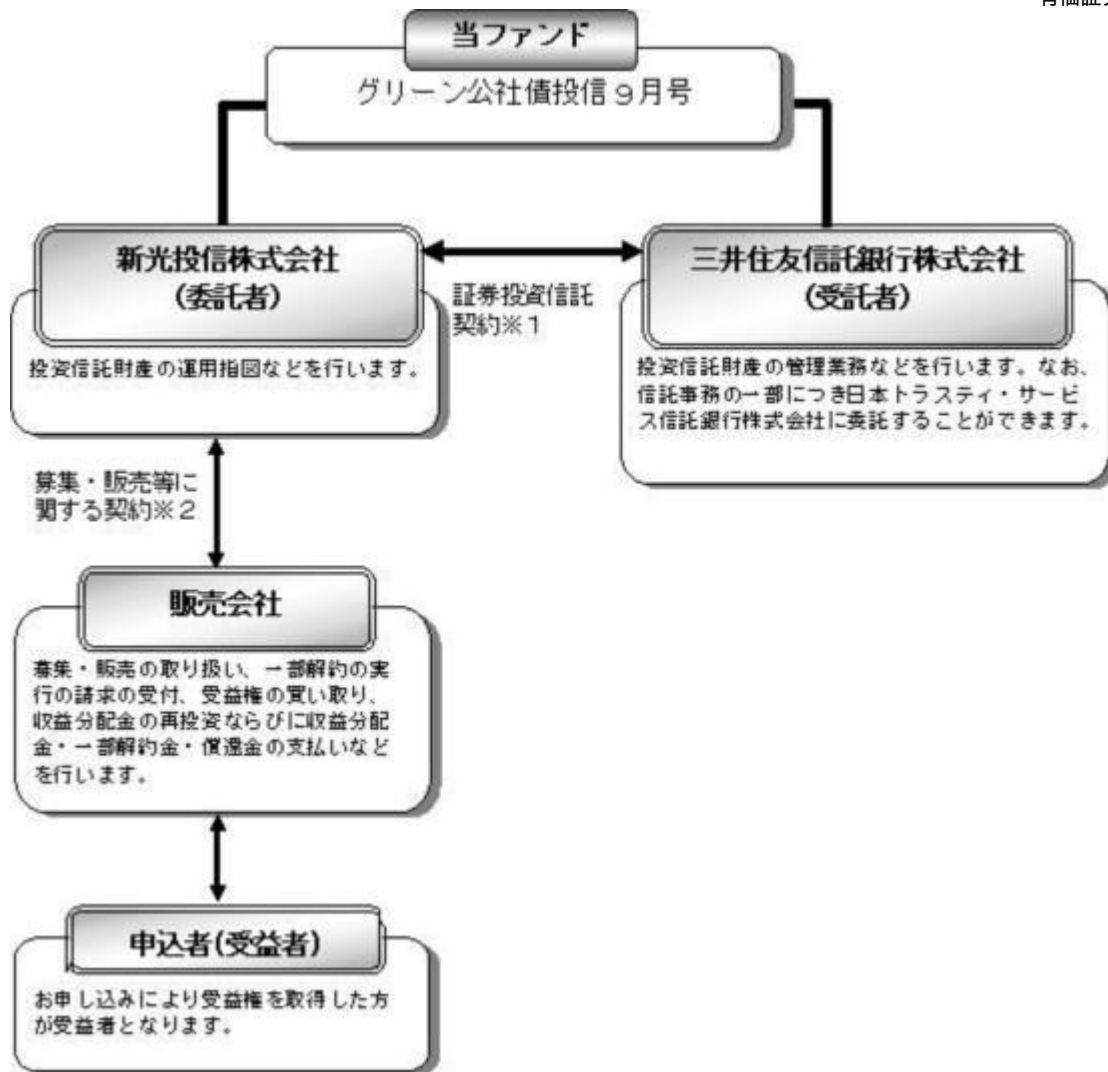 有価証
当ファンド
グリーン公社債投信9月号
新光投信株式会社
(委託者)
投資信託財産の運用指図などを行います。
証券投資信託
契約※1
三井住友信託銀行株式会社
(受託者)
投資信託財産の管理業務などを行います。なお、
信託事務の一部につき日本トラスティ・サービ
ス信託銀行株式会社に委託することができます。
募集・販売等に
関する契約※2
販売会社
募集・販売の取り扱い、一部解約の実
行の請求の受付、受益権の買い取り、
収益分配金の再投資ならびに収益分配
金・一部解約金・償還金の支払いなど
を行います。
申込者(受益者)
お申し込みにより受益権を取得した方
が受益者となります。